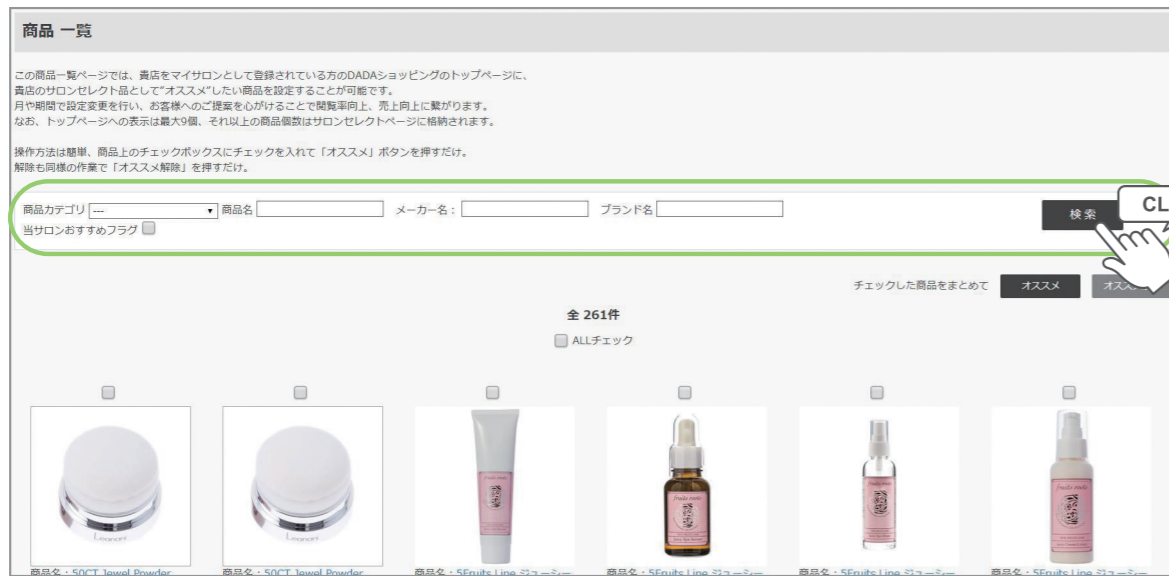 商品 一覧
この商品一覧ページでは、貴店をマイサロンとして登録されている方のDADAショッピングのトップページに、
貴店のサロンセレクト品として"オススメ"したい商品を設定することが可能です。
月や期間で設定変更を行い、お客様へのご提案を心がけることで閲覧率向上、売上向上に繋がります。
なお、トップページへの表示は最大9個、それ以上の商品個数はサロンセレクトページに格納されます。
操作方法は簡単、商品上のチェックボックスにチェックを入れて「オススメ」ボタンを押すだけ。
解除も同様の作業で「オススメ解除」を押すだけ。
商品カテゴリ --- 商品名 メーカー名： ブランド名 検索 CL
当サロンおすすめフラグ
チェックした商品をまとめて オススメ
全 261件
ALLチェック
Leanani Leanani fruits roots fruits roots fruits roots fruits roots
商品名：50CT Jewel Powder 商品名：50CT Jewel Powder 商品名：5Fruits Line ジューシー 商品名：5Fruits Line ジューシー 商品名：5Fruits Line ジューシー 商品名：5Fruits Line ジューシー